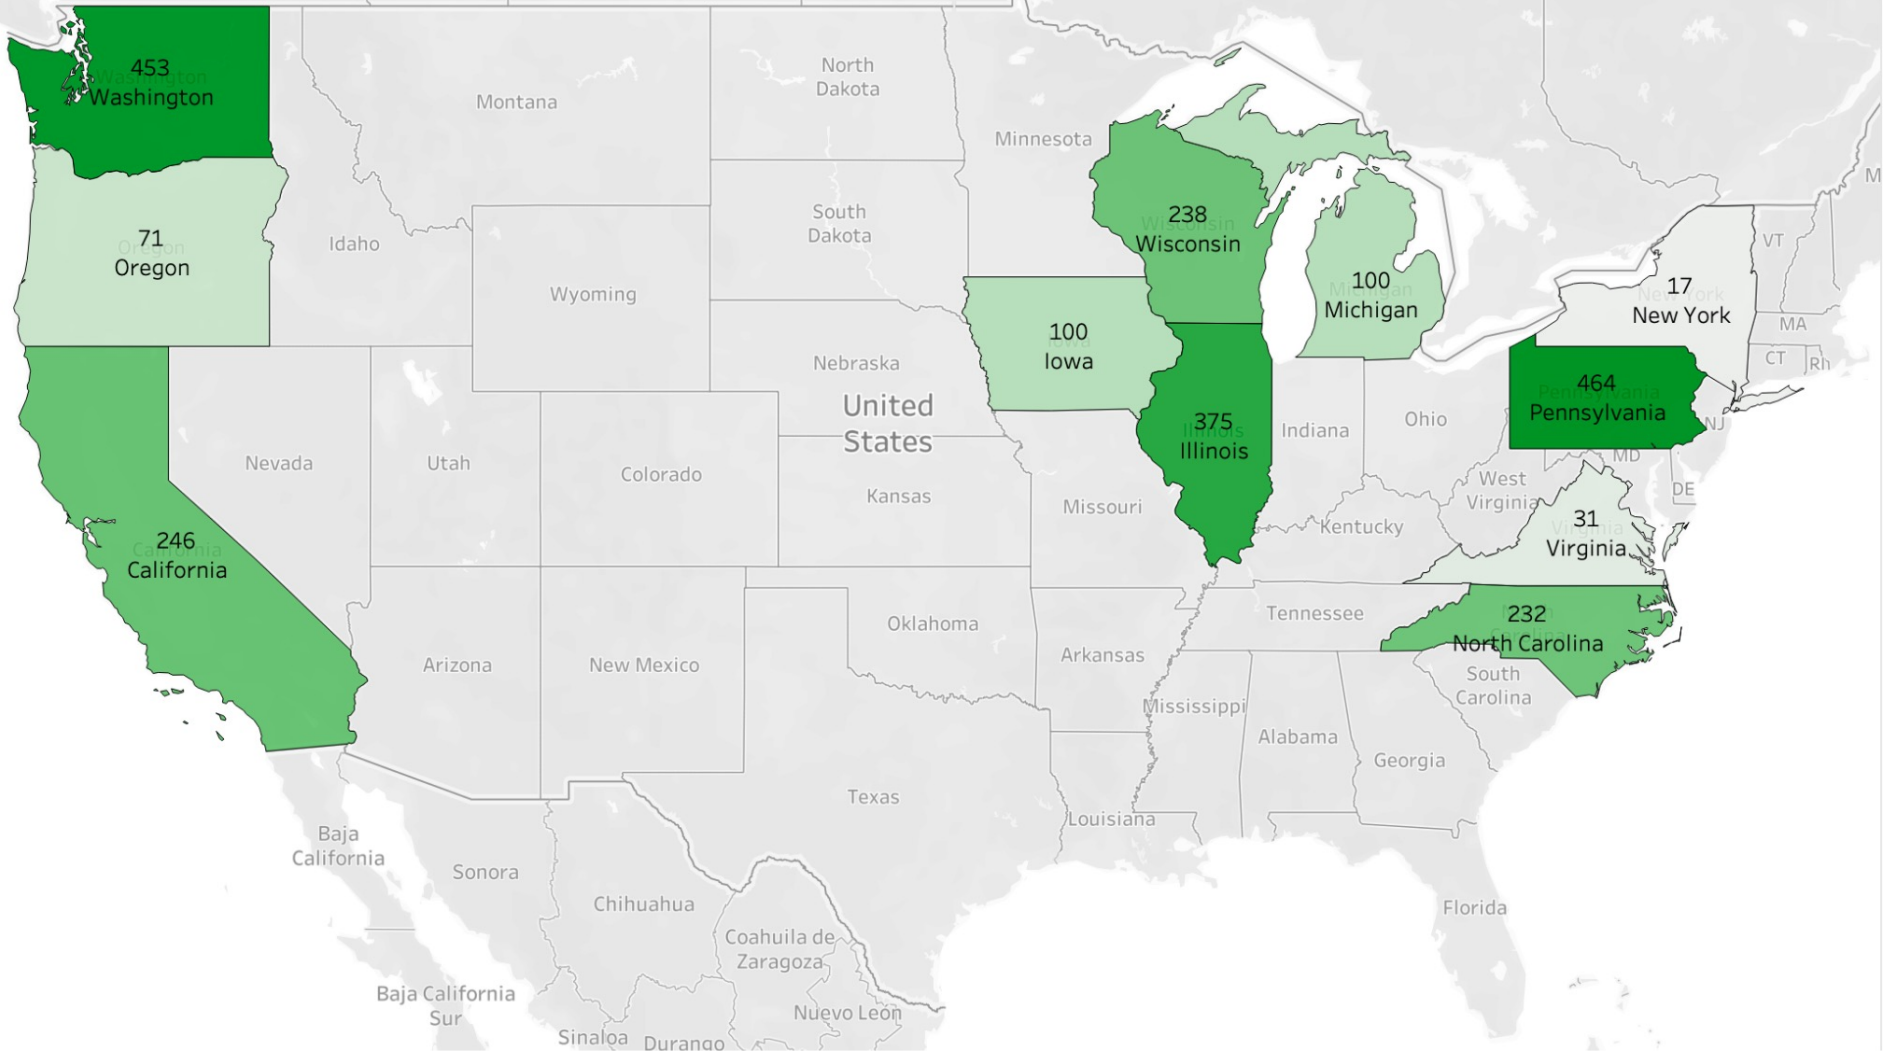 453
Washington
Montana
North
Dakota
Minnesota
M
71
Oregon
Idaho
South
Dakota
238
Wisconsin
VT
Wyoming
100
Michigan
17
New York
MA
100
Iowa
Nebraska
CT
Rh
United
States
464
Pennsylvania
375
Illinois
Indiana
Ohio
NJ
Nevada
Utah
Colorado
Kansas
MD
West
Virginia
DE
Missouri
Kentucky
31
Virginia
246
California
Oklahoma
Tennessee
232
North Carolina
Arizona
New Mexico
Arkansas
South
Carolina
Mississippi
Alabama
Georgia
Texas
Louisiana
Baja
California
Sonora
Chihuahua
Florida
Coahuila de
Zaragoza
Baja California
Sur
Nuevo León
Sinaloa
Durango